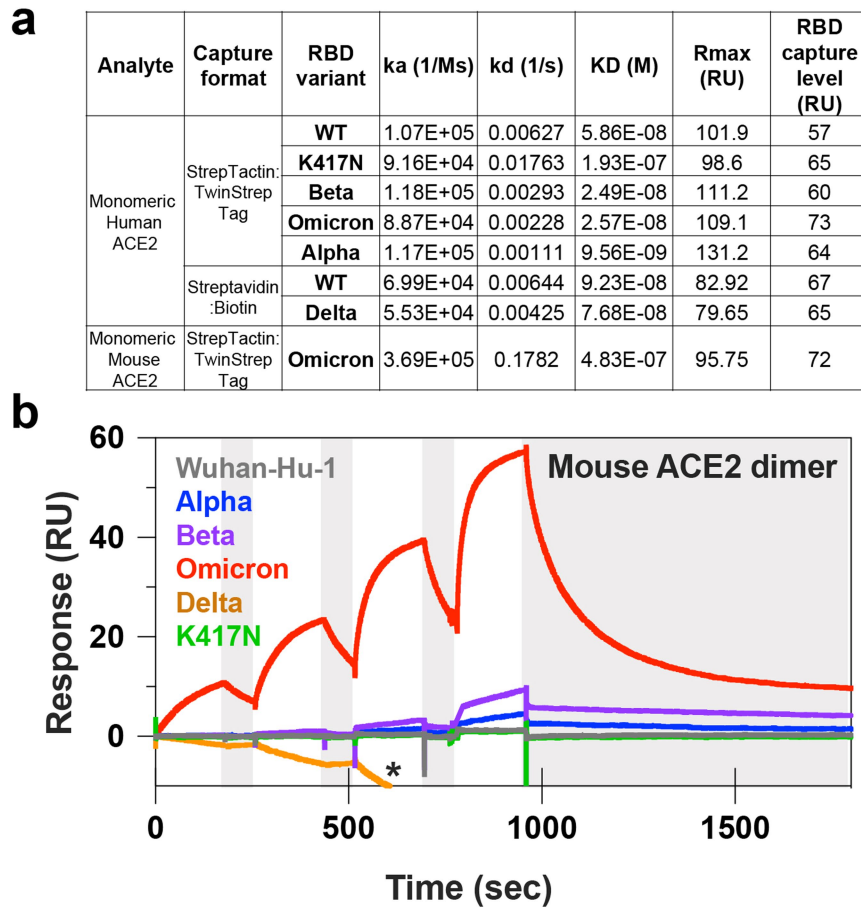 a
Analyte Capture format RBD variant ka (1/Ms) kd (1/s) KD (M) Rmax (RU) RBD capture level (RU)
Monomeric Human ACE2 StrepTactin: TwinStrep Tag WT 1.07E+05 0.00627 5.86E-08 101.9 57
K417N 9.16E+04 0.01763 1.93E-07 98.6 65
Beta 1.18E+05 0.00293 2.49E-08 111.2 60
Omicron 8.87E+04 0.00228 2.57E-08 109.1 73
Alpha 1.17E+05 0.00111 9.56E-09 131.2 64
Streptavidin :Biotin WT 6.99E+04 0.00644 9.23E-08 82.92 67
Delta 5.53E+04 0.00425 7.68E-08 79.65 65
Monomeric Mouse ACE2 StrepTactin: TwinStrep Tag Omicron 3.69E+05 0.1782 4.83E-07 95.75 72
b
Mouse ACE2 dimer
Wuhan-Hu-1
Alpha
Beta
Omicron
Delta
K417N
*
Response (RU)
60
40
20
0
0 500 1000 1500
Time (sec)